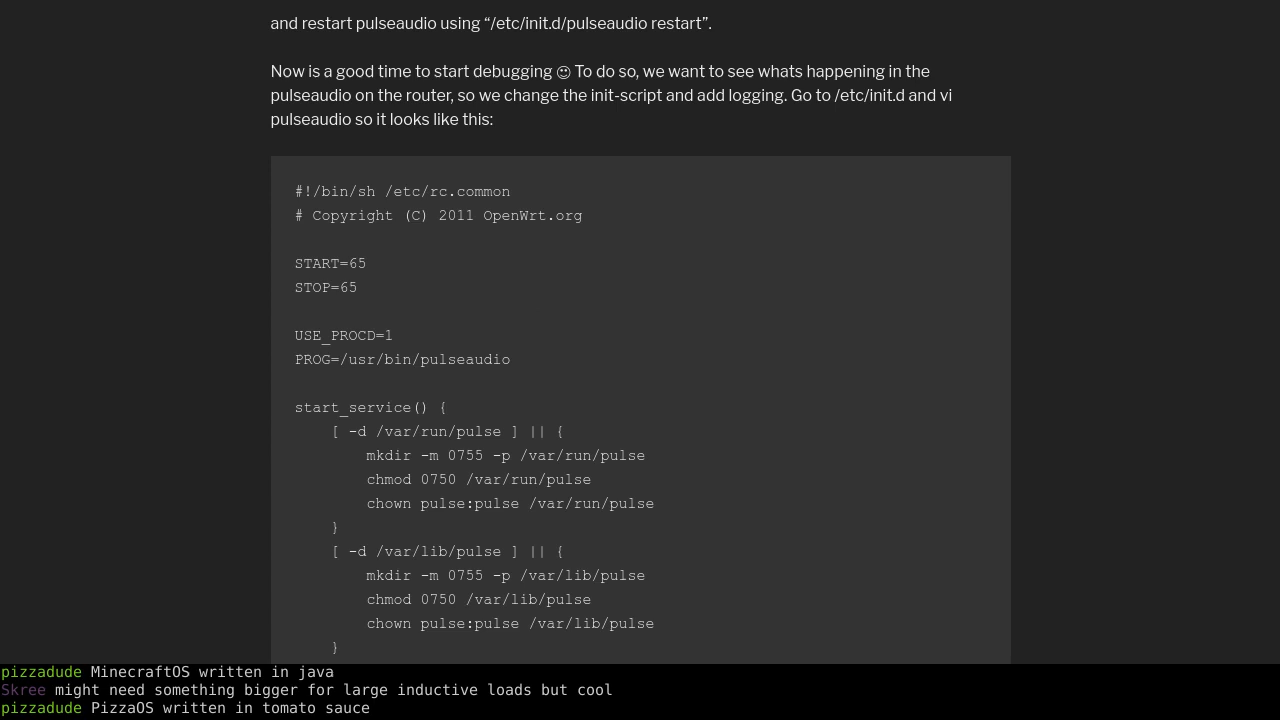 and restart pulseaudio using “/etc/init.d/pulseaudio restart”.
Now is a good time to start debugging 🙂 To do so, we want to see whats happening in the
pulseaudio on the router, so we change the init-script and add logging. Go to /etc/init.d and vi
pulseaudio so it looks like this:
#!/bin/sh /etc/rc.common
# Copyright (C) 2011 OpenWrt.org
START=65
STOP=65
USE_PROCD=1
PROG=/usr/bin/pulseaudio
start_service() {
    [ -d /var/run/pulse ] || {
        mkdir -m 0755 -p /var/run/pulse
        chmod 0750 /var/run/pulse
        chown pulse:pulse /var/run/pulse
    }
    [ -d /var/lib/pulse ] || {
        mkdir -m 0755 -p /var/lib/pulse
        chmod 0750 /var/lib/pulse
        chown pulse:pulse /var/lib/pulse
    }
pizzadude MinecraftOS written in java
Skree might need something bigger for large inductive loads but cool
pizzadude PizzaOS written in tomato sauce